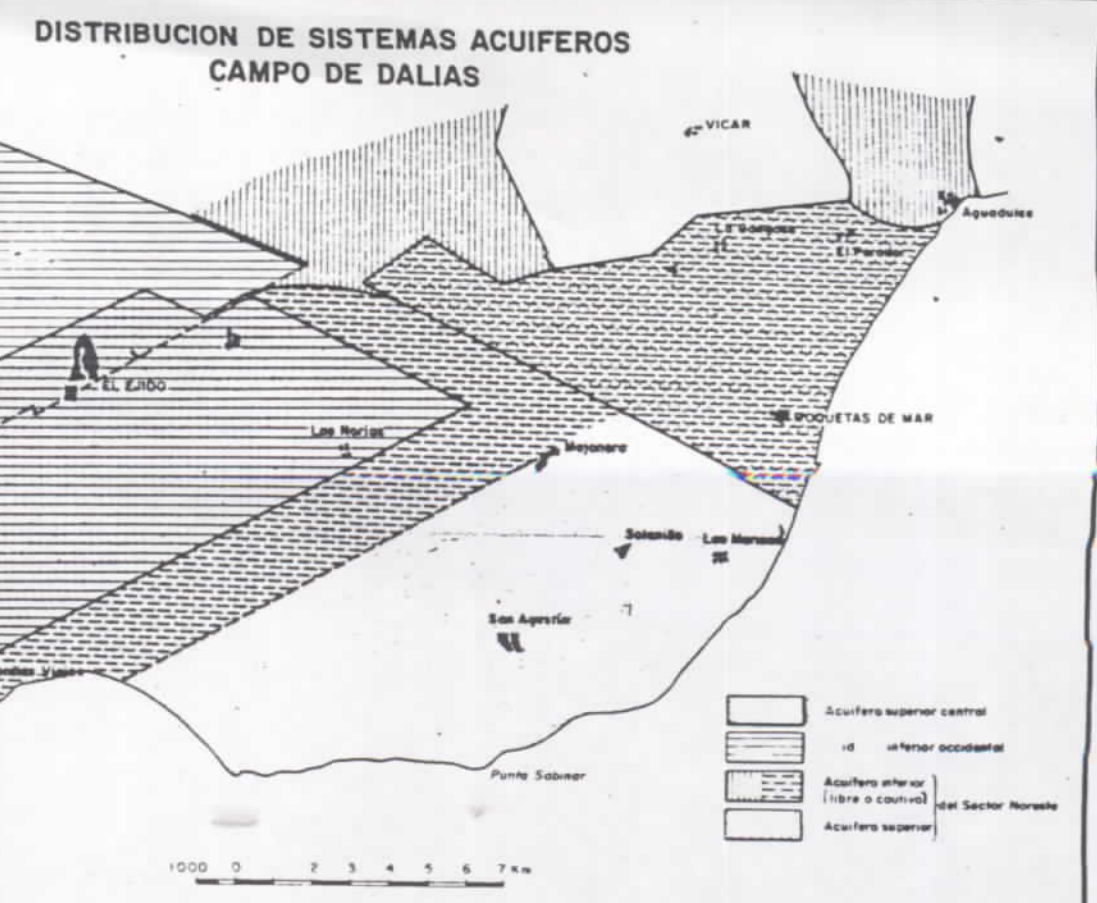 DISTRIBUCION DE SISTEMAS ACUIFEROS
CAMPO DE DALIAS
VICAR
Aguadulce
El Parador
EL EJIDO
ROQUETAS DE MAR
Las Norias
Mojonera
Solanillo
Las Marinas
San Agustín
Punta Sabinar
Acuifero superior central
id inferior occidental
Acuifero inferior
(libre o cautivo)
del Sector Noreste
Acuifero superior
1000 0 2 3 4 5 6 7 Km